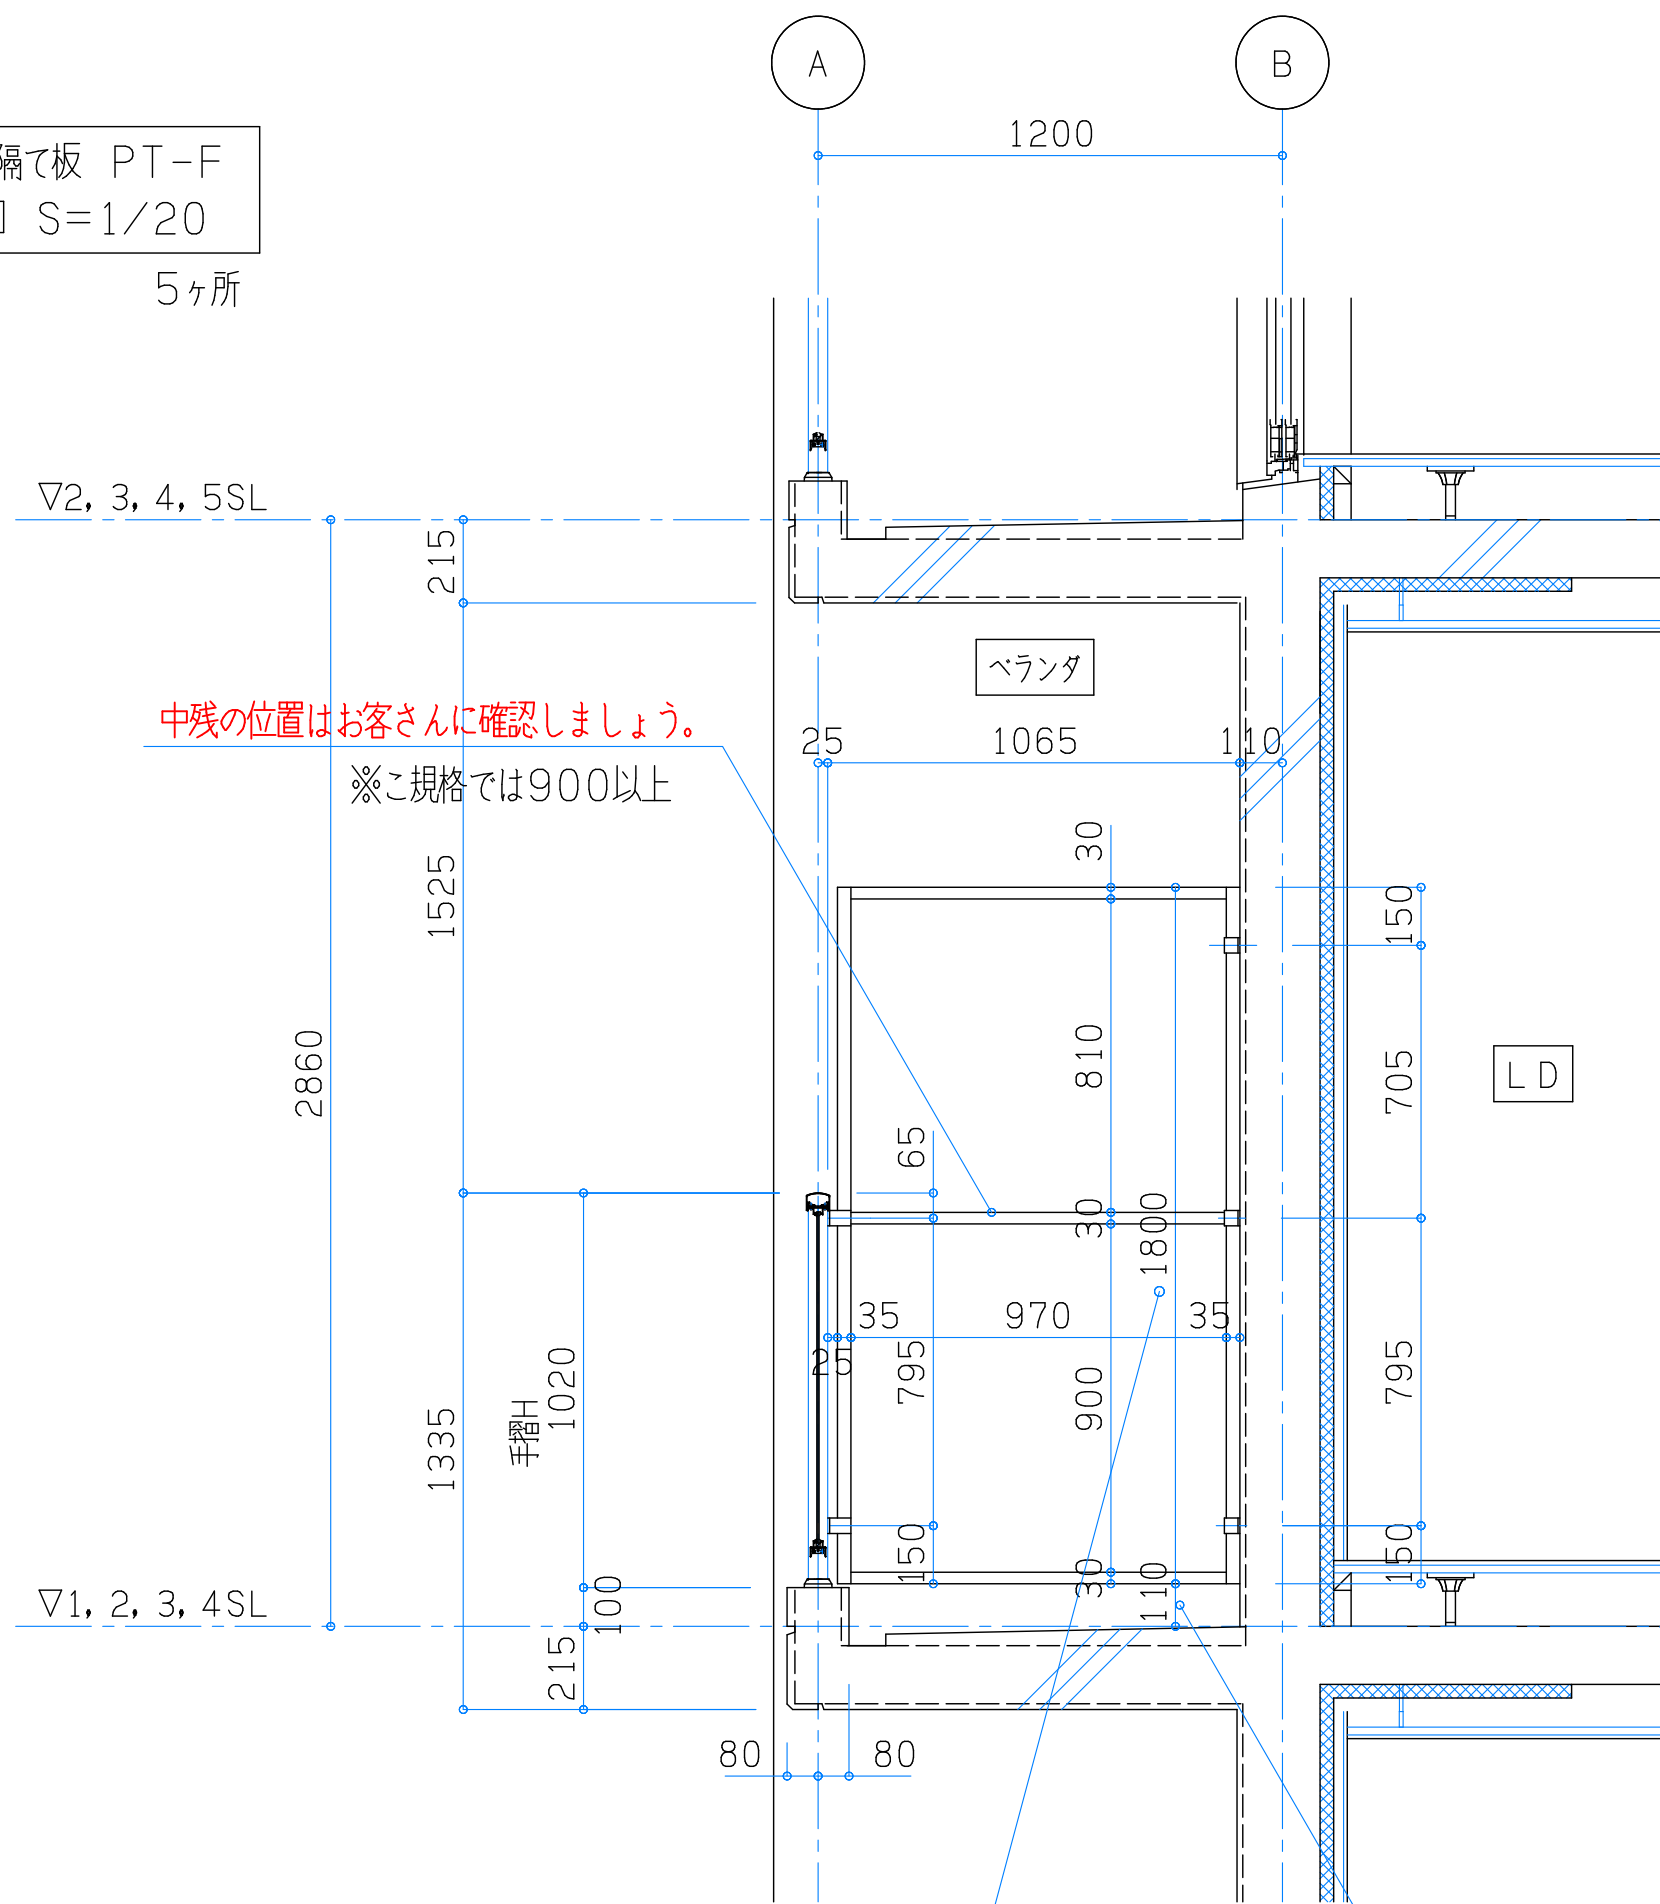 A
B
1200
隔て板 PT-F
S=1/20
5ヶ所
▽2, 3, 4, 5SL
215
ベランダ
中残の位置はお客さんに確認しましょう。
※こ規格では900以上
25
1065
110
30
1525
150
2860
810
705
LD
65
30
1800
35
970
35
25
795
900
795
手摺H
1020
1335
150
30
110
150
▽1, 2, 3, 4SL
100
215
80
80